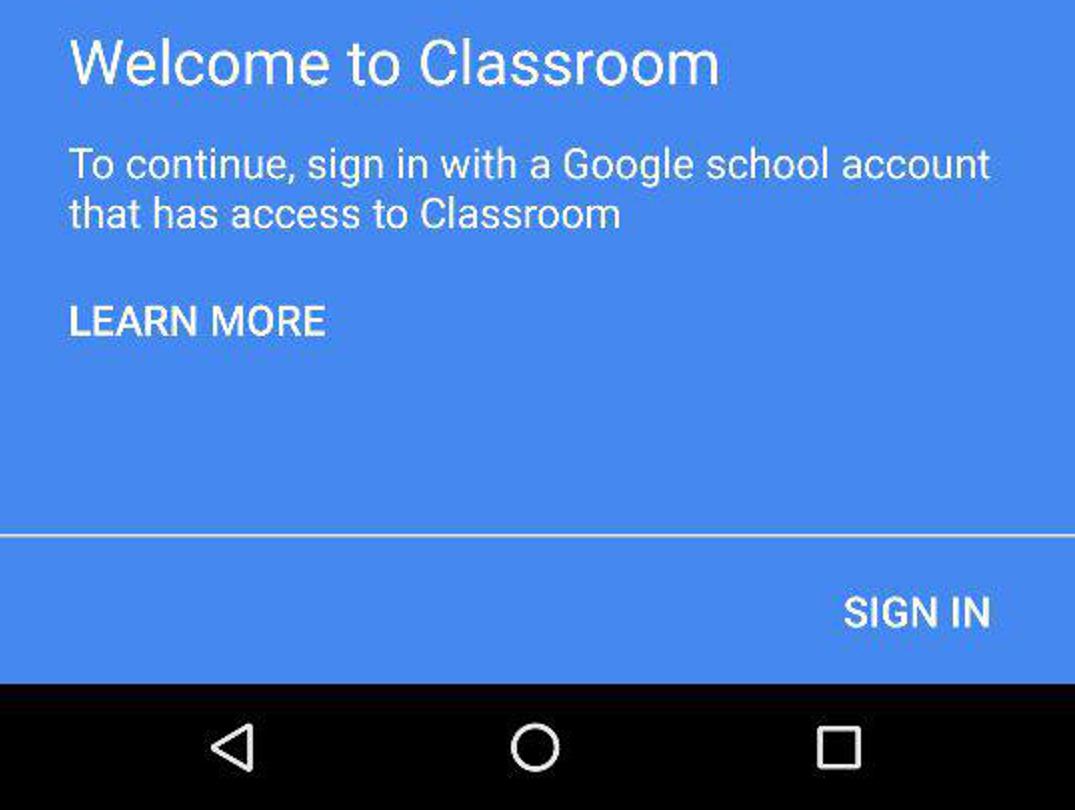 Welcome to Classroom
To continue, sign in with a Google school account
that has access to Classroom
LEARN MORE
SIGN IN